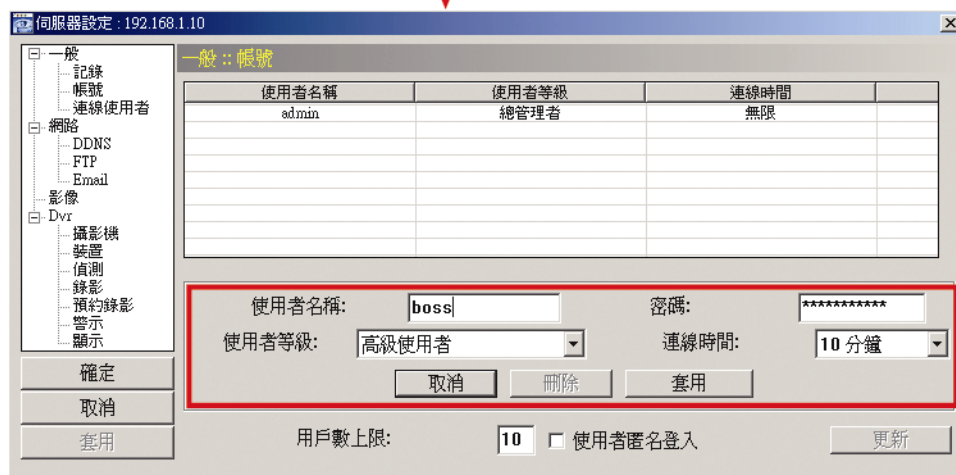 伺服器設定 : 192.168.1.10
一般
記錄
帳號
連線使用者
網路
DDNS
FTP
Email
影像
Dvr
攝影機
裝置
偵測
錄影
預約錄影
警示
顯示
確定
取消
套用
一般 :: 帳號
使用者名稱 使用者等級 連線時間
admin 總管理者 無限
使用者名稱: boss 密碼: ***********
使用者等級: 高級使用者 連線時間: 10 分鐘
取消 刪除 套用
用戶數上限: 10 使用者匿名登入 更新